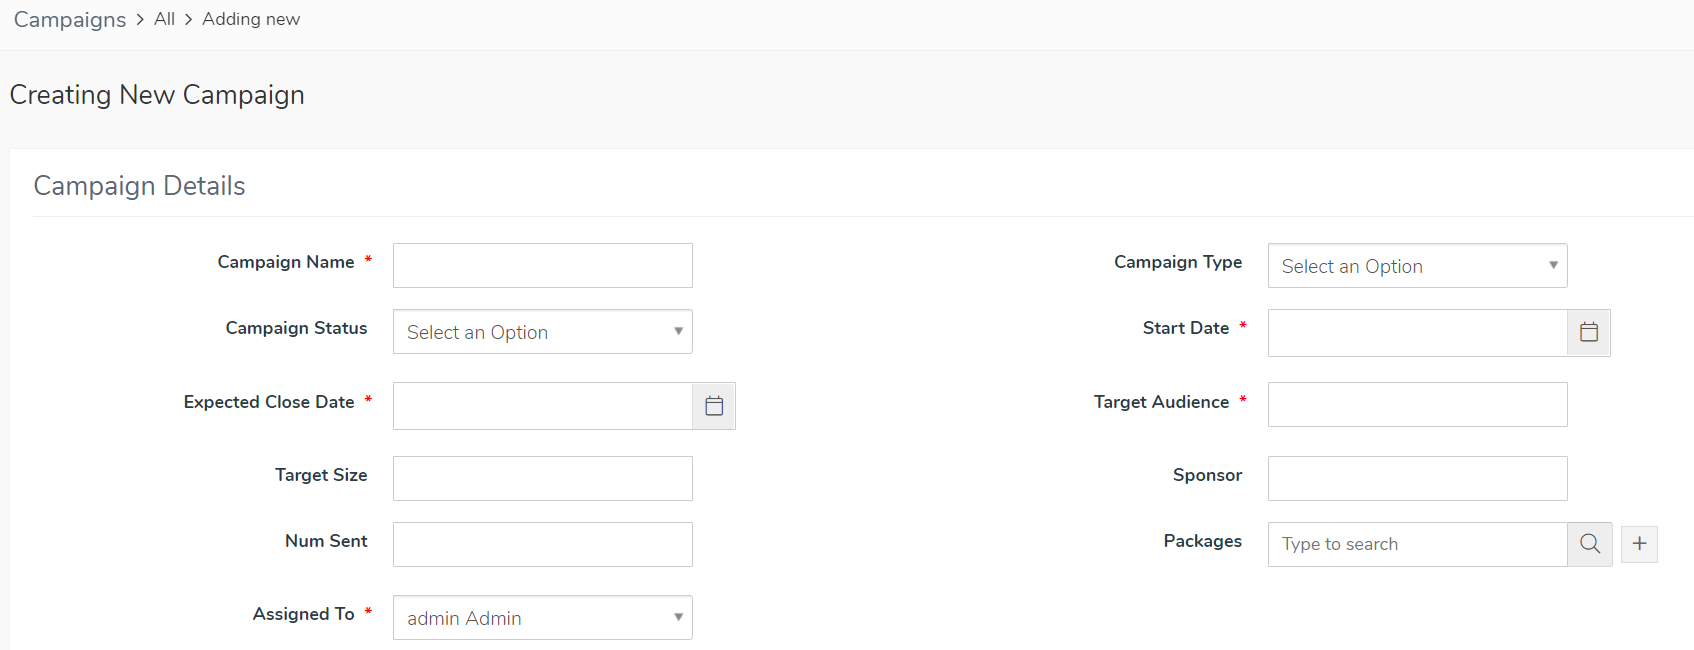 Campaigns > All > Adding new
Creating New Campaign
Campaign Details
Campaign Name *
Campaign Type Select an Option
Campaign Status Select an Option
Start Date *
Expected Close Date *
Target Audience *
Target Size
Sponsor
Num Sent
Packages Type to search +
Assigned To * admin Admin